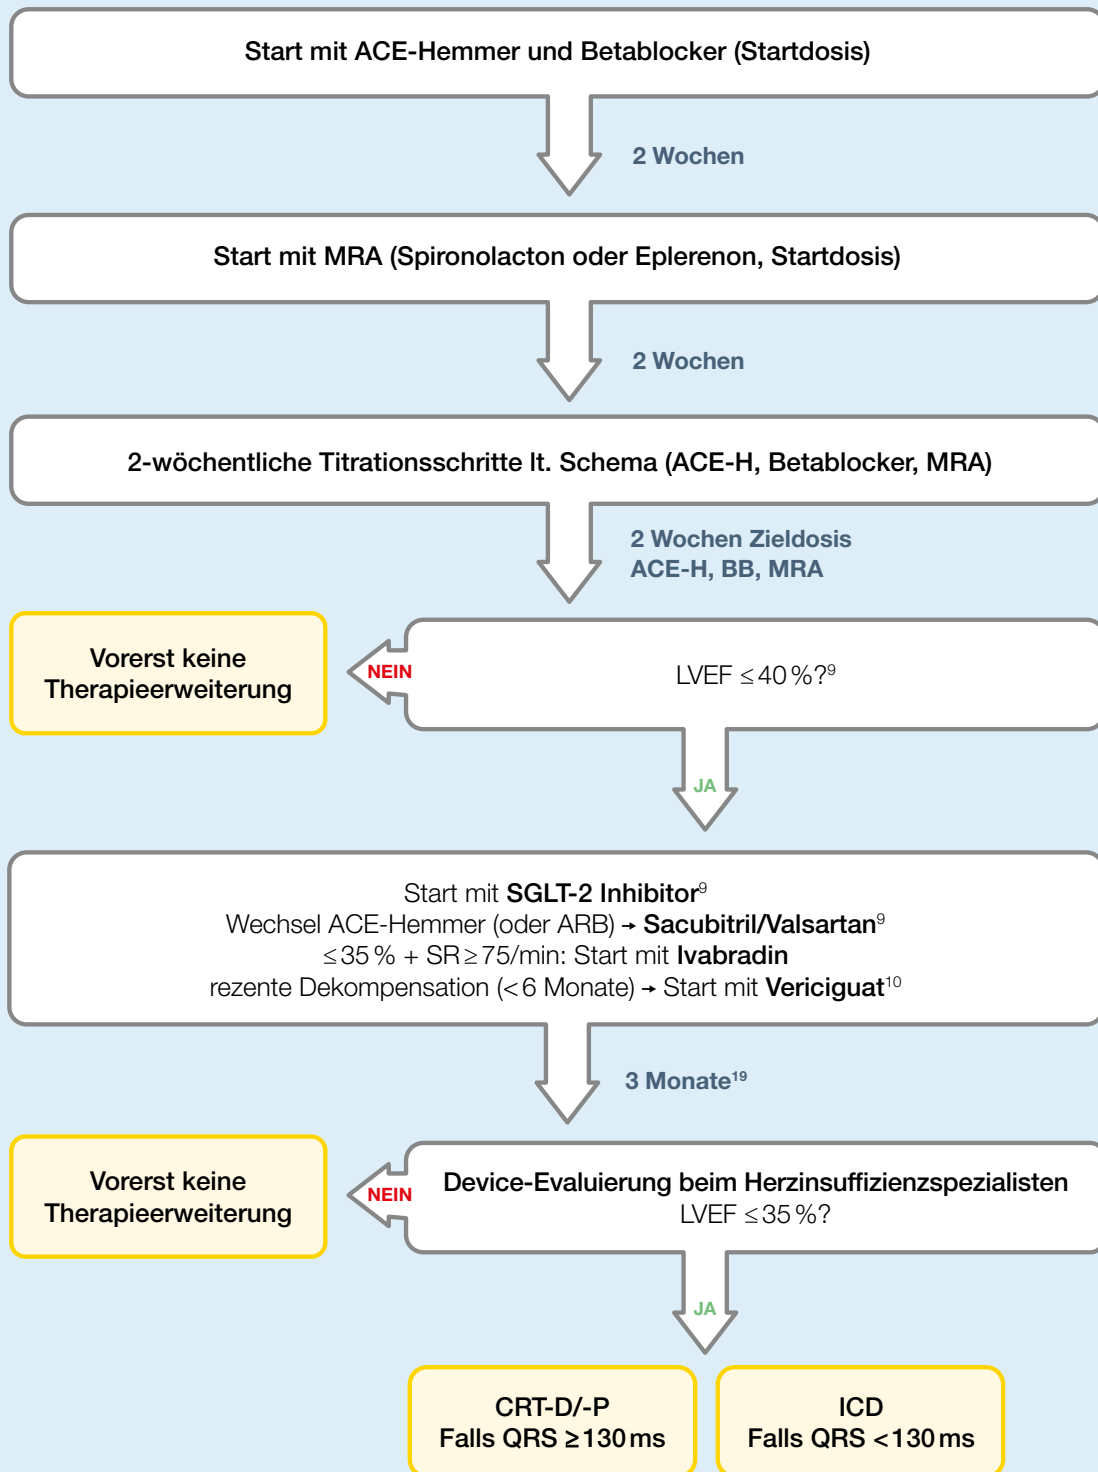 Start mit ACE-Hemmer und Betablocker (Startdosis)
2 Wochen
Start mit MRA (Spironolacton oder Eplerenon, Startdosis)
2 Wochen
2-wöchentliche Titrationsschritte lt. Schema (ACE-H, Betablocker, MRA)
2 Wochen Zieldosis
ACE-H, BB, MRA
Vorerst keine
Therapieerweiterung
NEIN
LVEF ≤ 40 %?⁹
JA
Start mit SGLT-2 Inhibitor⁹
Wechsel ACE-Hemmer (oder ARB) → Sacubitril/Valsartan⁹
≤ 35 % + SR ≥ 75/min: Start mit Ivabradin
rezente Dekompensation (< 6 Monate) → Start mit Vericiguat¹⁰
3 Monate¹⁹
Vorerst keine
Therapieerweiterung
NEIN
Device-Evaluierung beim Herzinsuffizienzspezialisten
LVEF ≤ 35 %?
JA
CRT-D/-P
Falls QRS ≥ 130 ms
ICD
Falls QRS < 130 ms